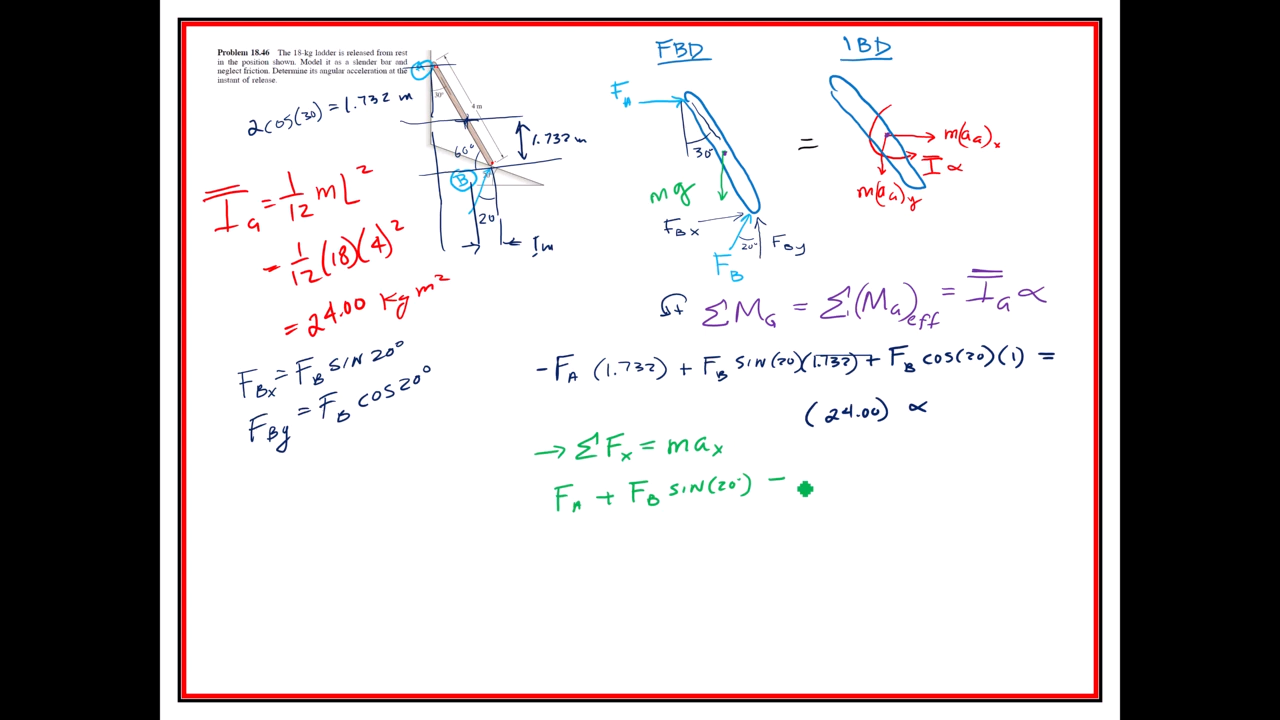 Problem 18.46 The 18-kg ladder is released from rest
in the position shown. Model it as a slender bar and
neglect friction. Determine its angular acceleration at the
instant of release.
2cos(30) = 1.732 m
A
30°
4 m
1.732 m
60°
B
20°
1m
FBD
F_A
30°
mg
F_Bx
F_B
20°
F_By
=
IBD
m(a_G)_x
I̅ α
m(a_G)_y
I̅_G = 1/12 mL²
= 1/12 (18)(4)²
= 24.00 Kg m²
F_Bx = F_B SIN 20°
F_By = F_B COS 20°
+ ΣM_G = Σ(M_G)_eff = I̅_G α
-F_A (1.732) + F_B SIN(20)(1.732) + F_B COS(20)(1) =
(24.00) α
→ ΣF_x = ma_x
F_A + F_B SIN(20°) =